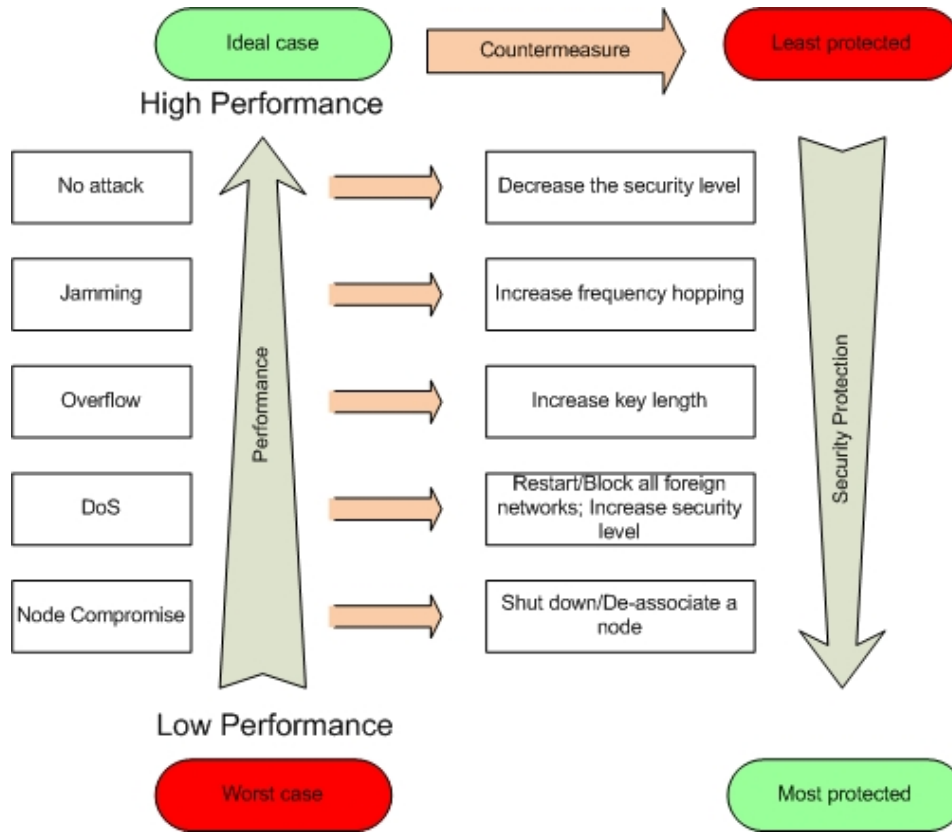 Ideal case
Countermeasure
Least protected
High Performance
No attack
Decrease the security level
Jamming
Increase frequency hopping
Performance
Security Protection
Overflow
Increase key length
DoS
Restart/Block all foreign
networks; Increase security
level
Node Compromise
Shut down/De-associate a
node
Low Performance
Worst case
Most protected